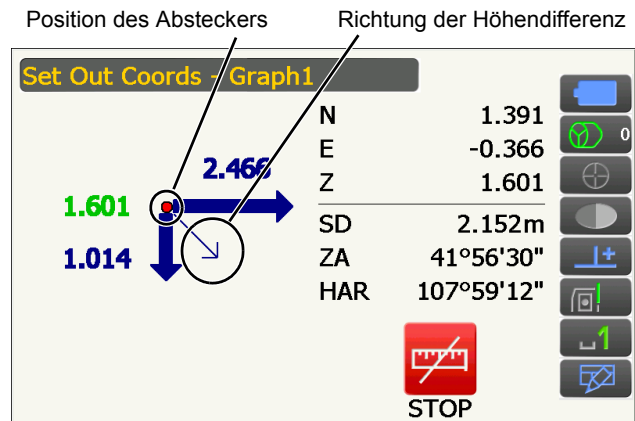 Position des Absteckers
Richtung der Höhendifferenz
Set Out Coords - Graph1
N 1.391
E -0.366
Z 1.601
2.466
1.601
1.014
SD 2.152m
ZA 41°56'30"
HAR 107°59'12"
0
1
STOP